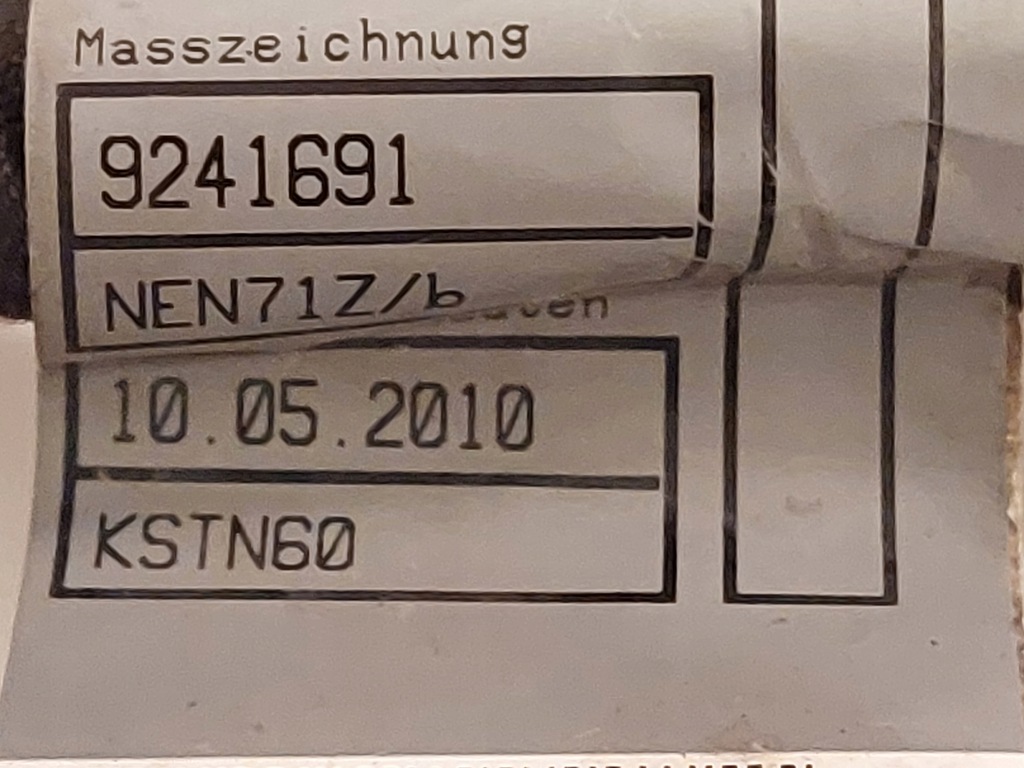 Masszeichnung
9241691
NEN71Z/b
10.05.2010
KSTN60